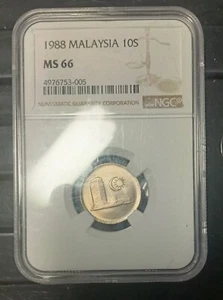 1988 MALAYSIA 10S
MS 66
4976753-005
NUMISMATIC GUARANTY CORPORATION
NGC